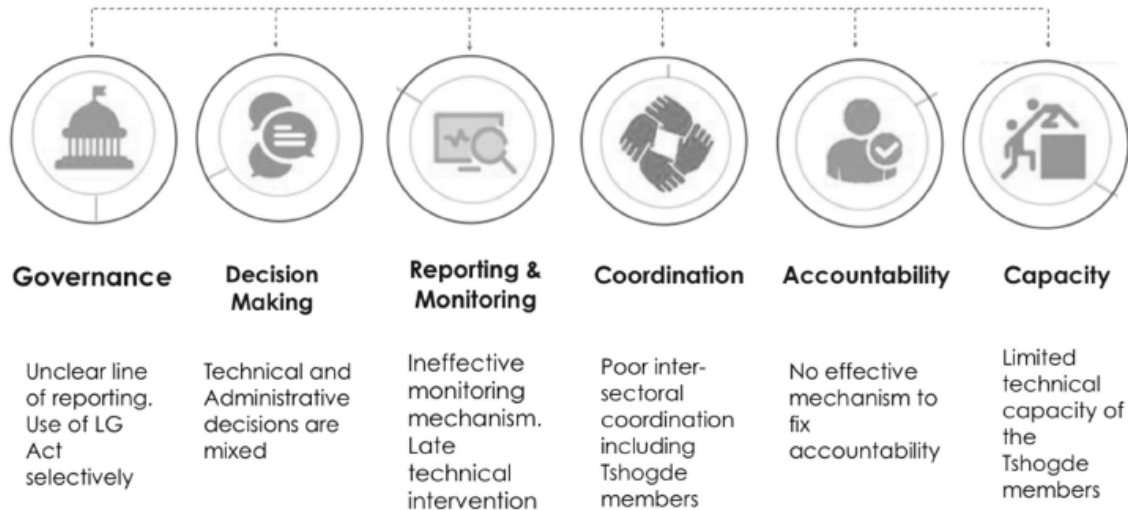 Governance
Unclear line
of reporting.
Use of LG
Act
selectively
Decision
Making
Technical and
Administrative
decisions are
mixed
Reporting &
Monitoring
Ineffective
monitoring
mechanism.
Late
technical
intervention
Coordination
Poor inter-
sectoral
coordination
including
Tshogde
members
Accountability
No effective
mechanism to
fix
accountability
Capacity
Limited
technical
capacity of
the
Tshogde
members